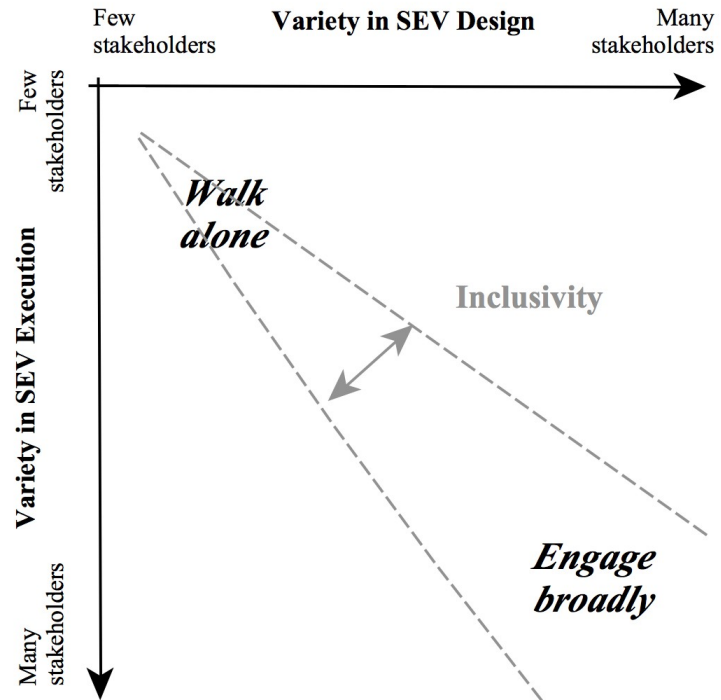 Few
stakeholders
Variety in SEV Design
Many
stakeholders
Few
stakeholders
Walk
alone
Variety in SEV Execution
Inclusivity
Engage
broadly
Many
stakeholders